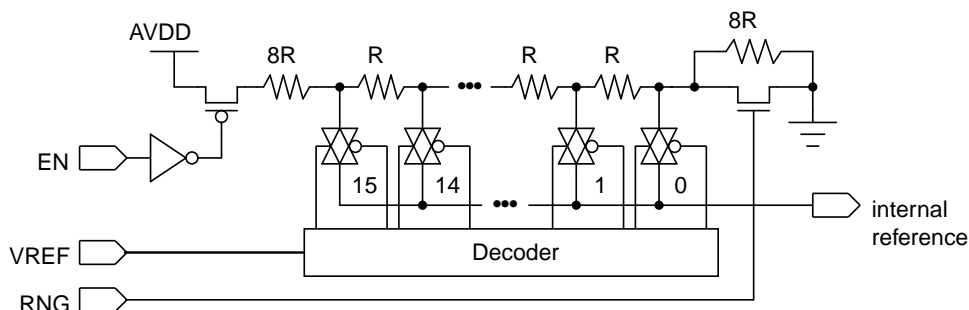 8R
AVDD
8R
R
R
R
EN
15
14
1
0
internal
reference
VREF
Decoder
RNG